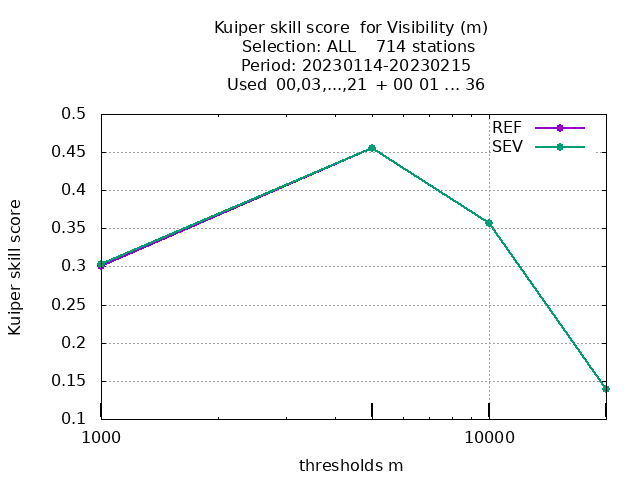 Kuiper skill score  for Visibility (m)
Selection: ALL    714 stations
Period: 20230114-20230215
Used  00,03,...,21  + 00 01 ... 36
REF
SEV
0.5
0.45
0.4
0.35
0.3
0.25
0.2
0.15
0.1
Kuiper skill score
1000
10000
thresholds m